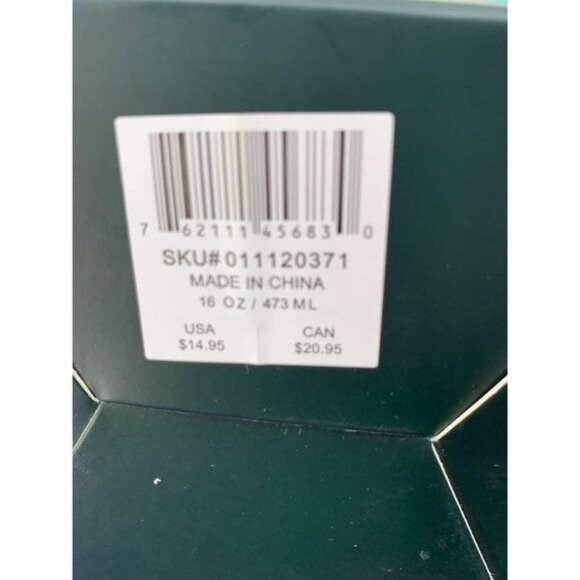 7 62111 45683 0
SKU# 011120371
MADE IN CHINA
16 OZ / 473 ML
USA CAN
$14.95 $20.95